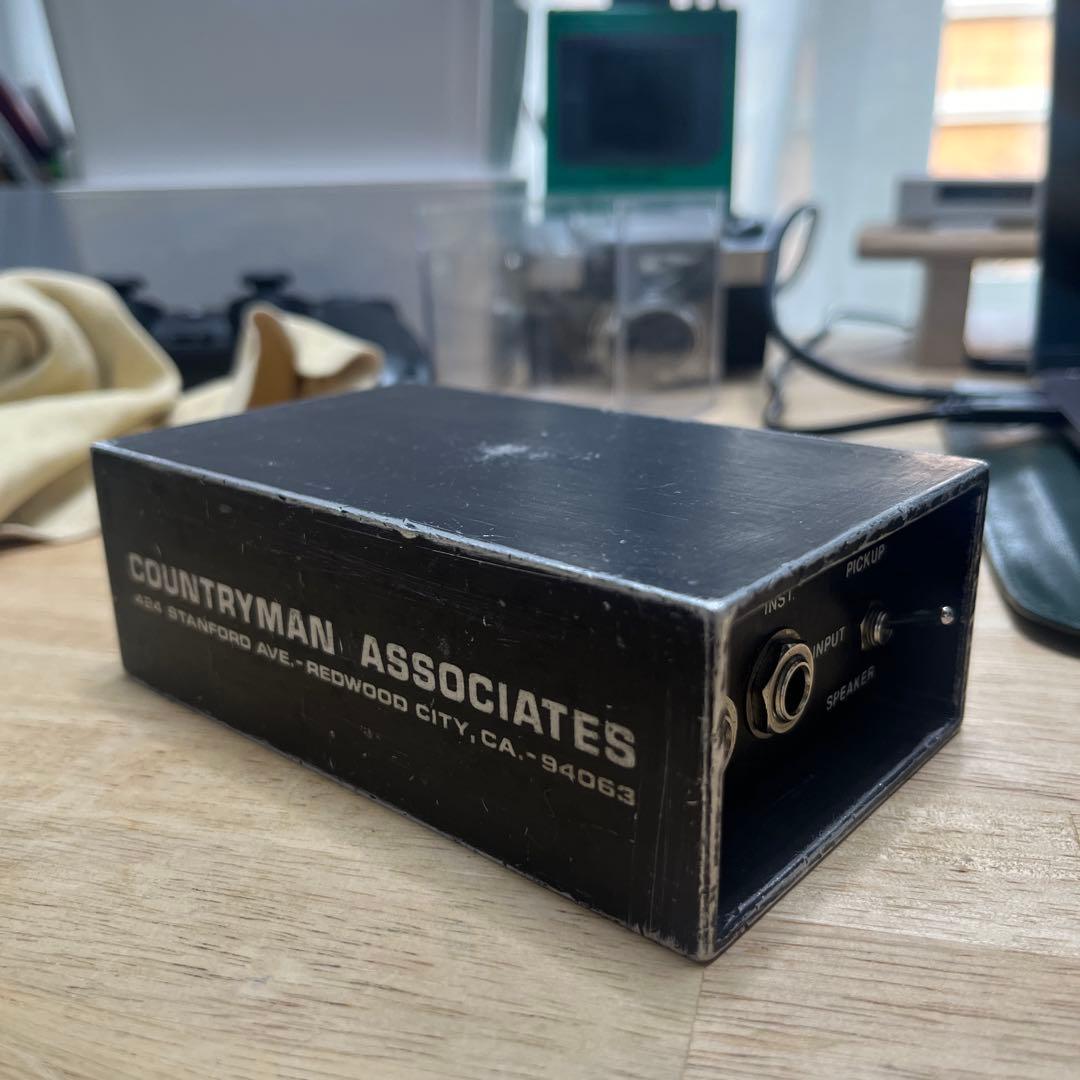 COUNTRYMAN ASSOCIATES
424 STANFORD AVE.-REDWOOD CITY, CA.-94063
PICKUP
INST.
INPUT
SPEAKER